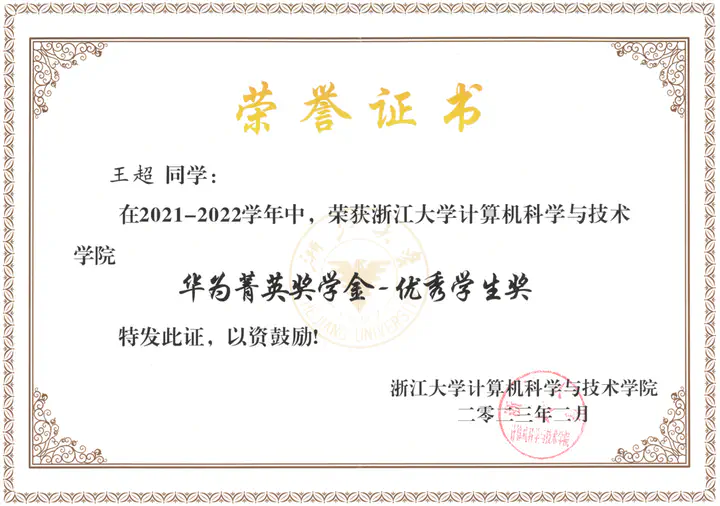 荣誉证书
王超 同学：
在2021-2022学年中，荣获浙江大学计算机科学与技术
学院
华为菁英奖学金-优秀学生奖
特发此证，以资鼓励!
浙江大学计算机科学与技术学院
二零二三年二月
计算机科学与技术学院